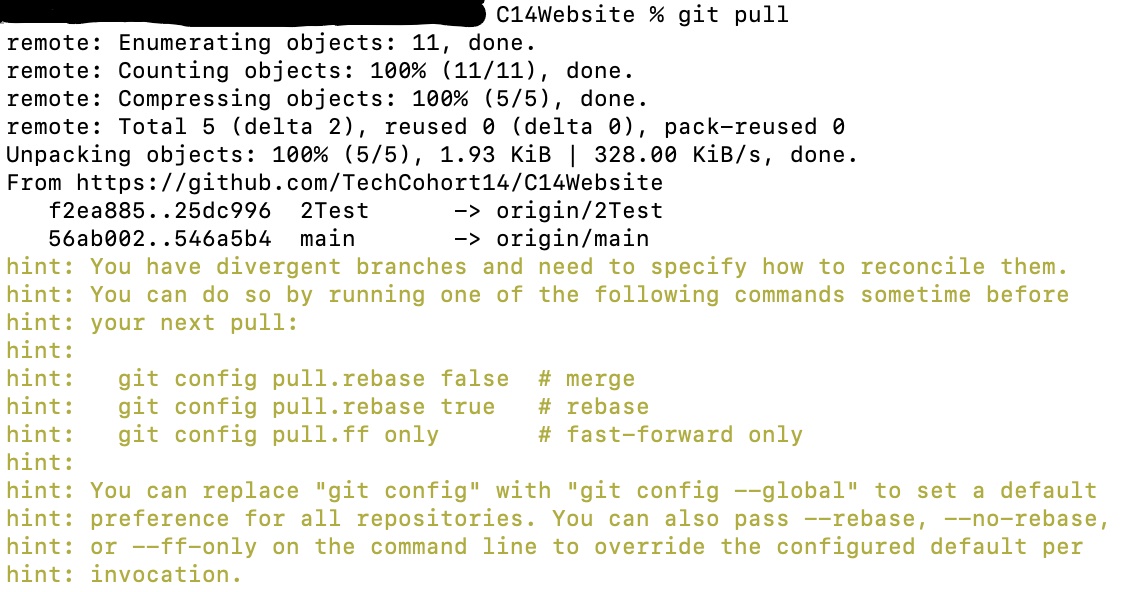 C14Website % git pull
remote: Enumerating objects: 11, done.
remote: Counting objects: 100% (11/11), done.
remote: Compressing objects: 100% (5/5), done.
remote: Total 5 (delta 2), reused 0 (delta 0), pack-reused 0
Unpacking objects: 100% (5/5), 1.93 KiB | 328.00 KiB/s, done.
From https://github.com/TechCohort14/C14Website
   f2ea885..25dc996  2Test      -> origin/2Test
   56ab002..546a5b4  main       -> origin/main
hint: You have divergent branches and need to specify how to reconcile them.
hint: You can do so by running one of the following commands sometime before
hint: your next pull:
hint:
hint:   git config pull.rebase false  # merge
hint:   git config pull.rebase true   # rebase
hint:   git config pull.ff only       # fast-forward only
hint:
hint: You can replace "git config" with "git config --global" to set a default
hint: preference for all repositories. You can also pass --rebase, --no-rebase,
hint: or --ff-only on the command line to override the configured default per
hint: invocation.